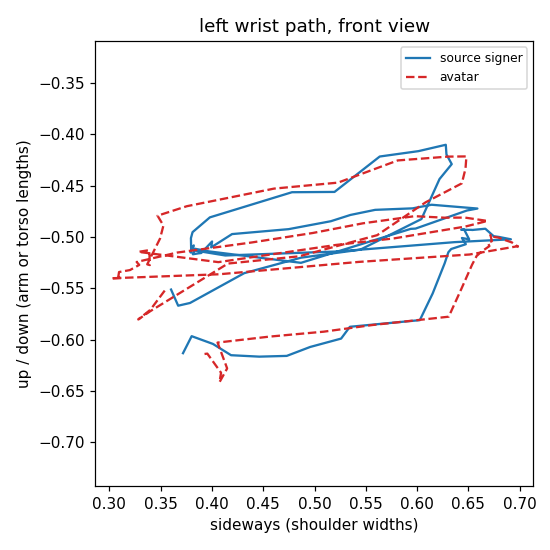 left wrist path, front view
source signer
avatar
up / down (arm or torso lengths)
−0.35
−0.40
−0.45
−0.50
−0.55
−0.60
−0.65
−0.70
0.30 0.35 0.40 0.45 0.50 0.55 0.60 0.65 0.70
sideways (shoulder widths)